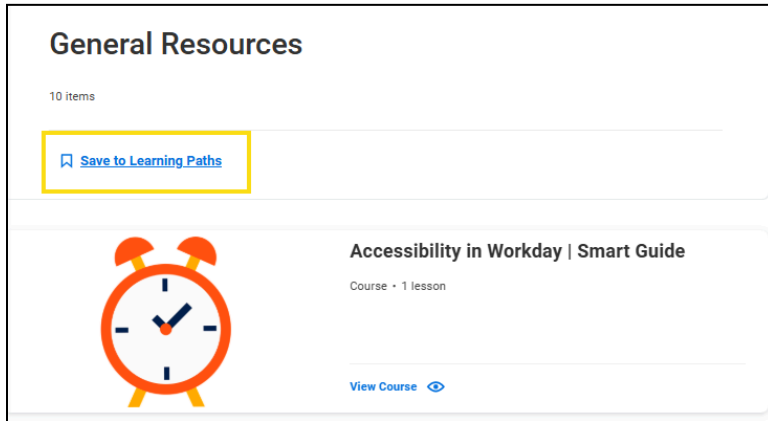 General Resources
10 items
Save to Learning Paths
Accessibility in Workday | Smart Guide
Course • 1 lesson
View Course